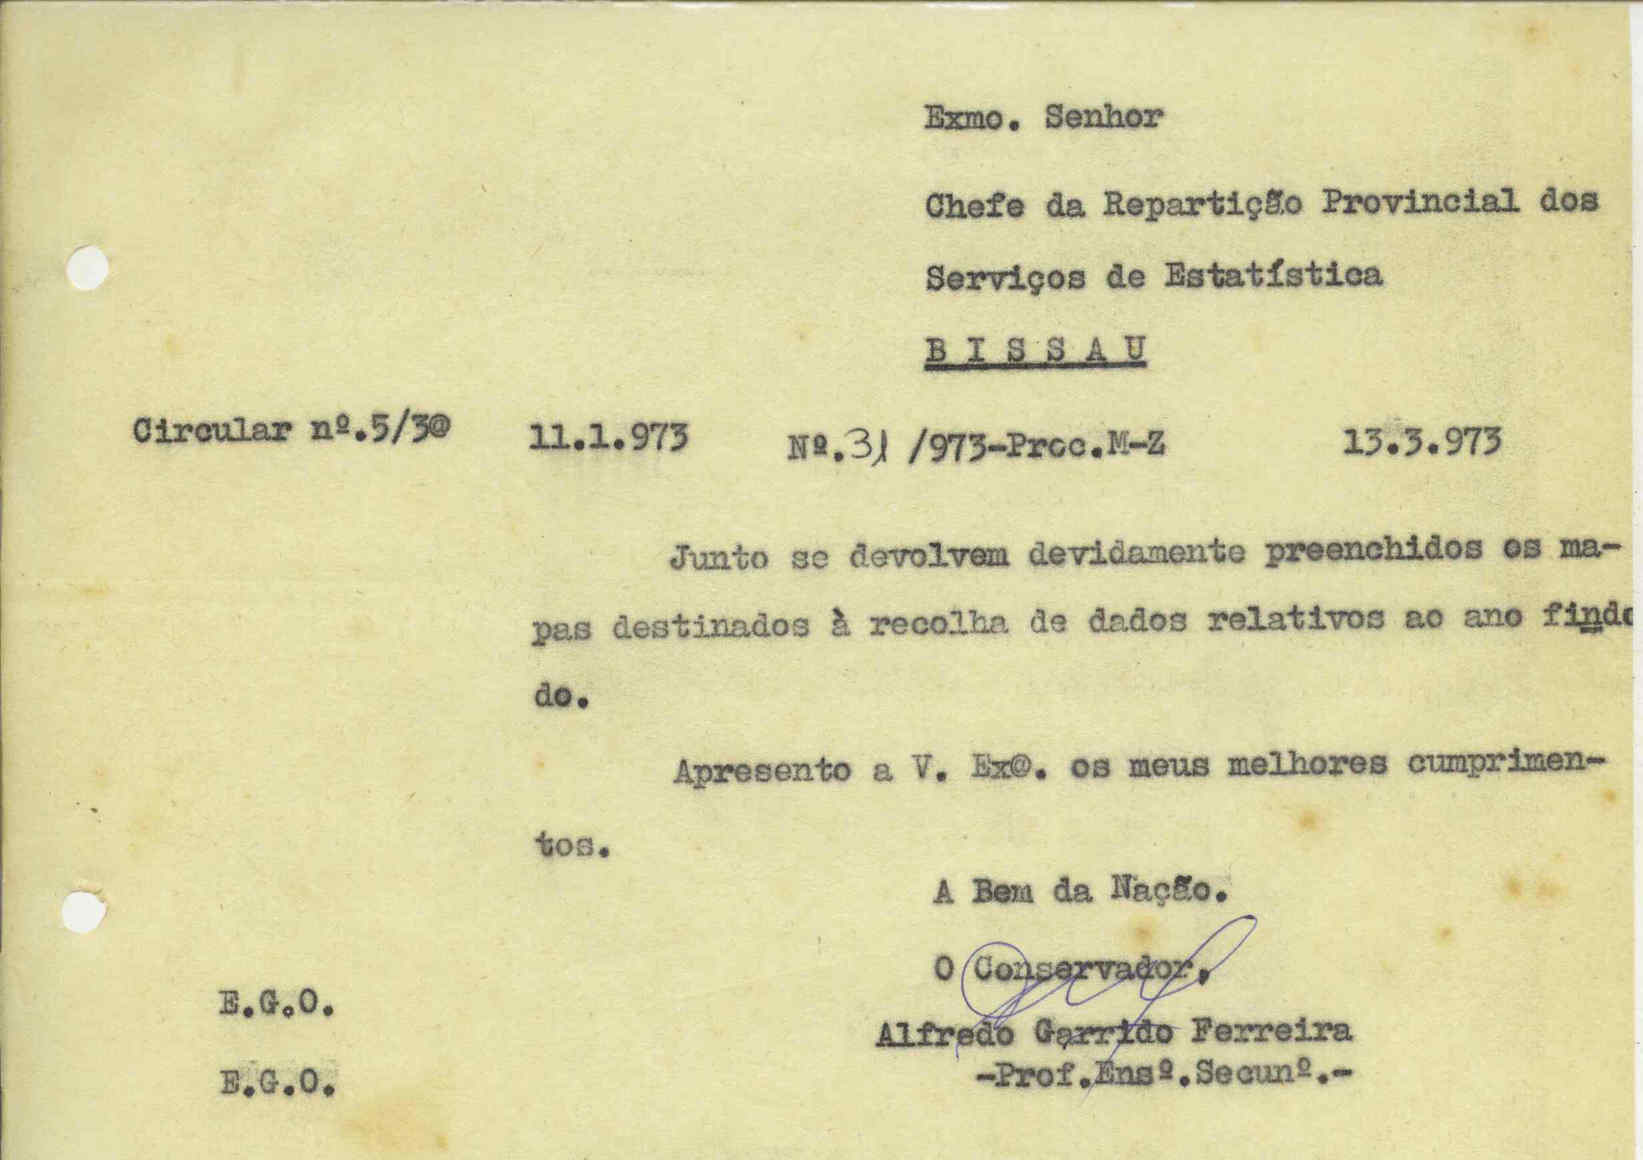 Exmo. Senhor
Chefe da Repartição Provincial dos
Serviços de Estatística
B I S S A U
Circular nº.5/3@ 11.1.973 Nº.31 /973-Proc.M-Z 13.3.973
Junto se devolvem devidamente preenchidos os ma-
pas destinados à recolha de dados relativos ao ano findo
do.
Apresento a V. Ex@. os meus melhores cumprimen-
tos.
A Bem da Nação.
O Conservador,
E.G.O.
Alfredo Garrido Ferreira
-Prof.Ensº.Secunº.-
E.G.O.